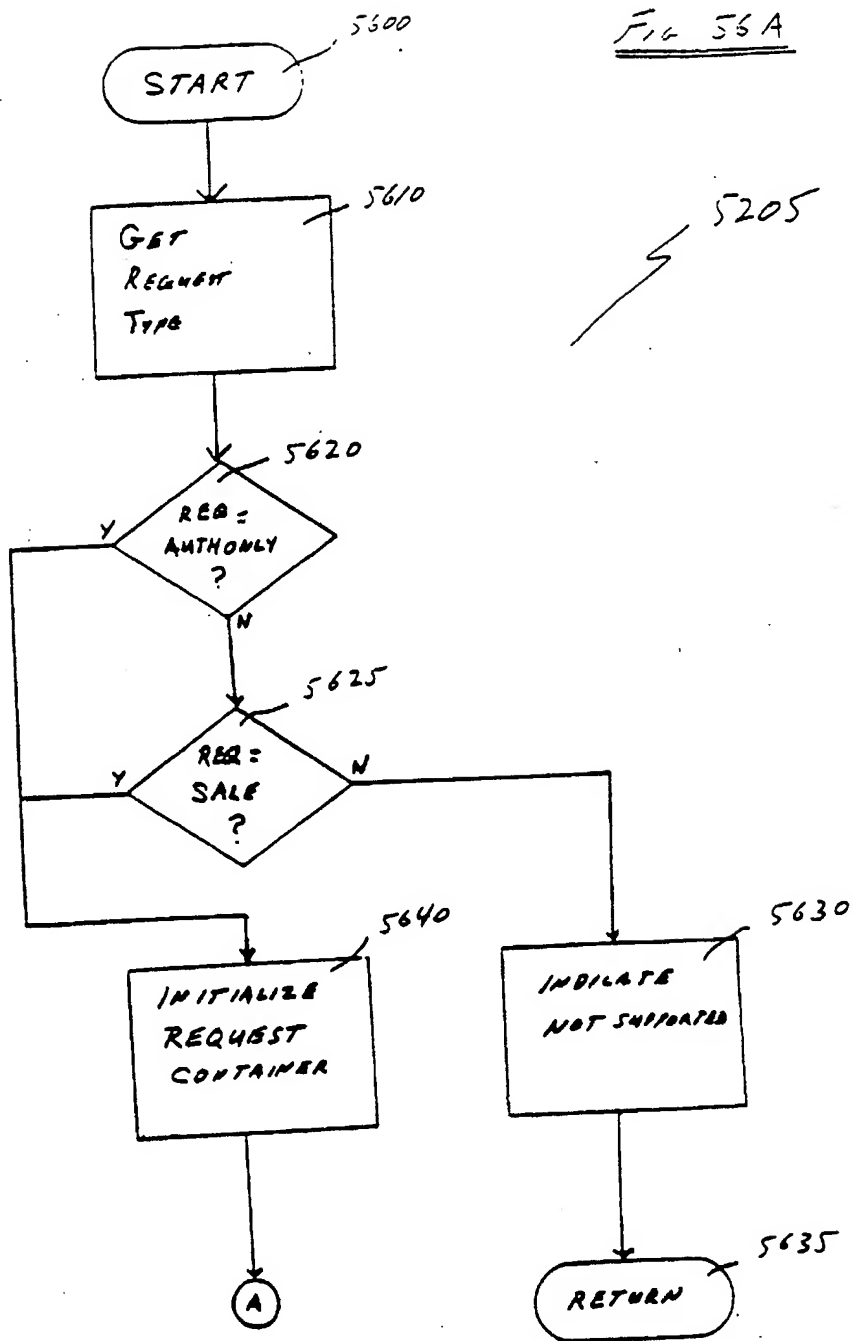 FIG 56A
5600
START
5610
GET
REQUEST
TYPE
5205
5620
REQ =
AUTHONLY
?
Y
N
5625
REQ =
SALE
?
Y
N
5640
INITIALIZE
REQUEST
CONTAINER
5630
INDICATE
NOT SUPPORTED
A
5635
RETURN